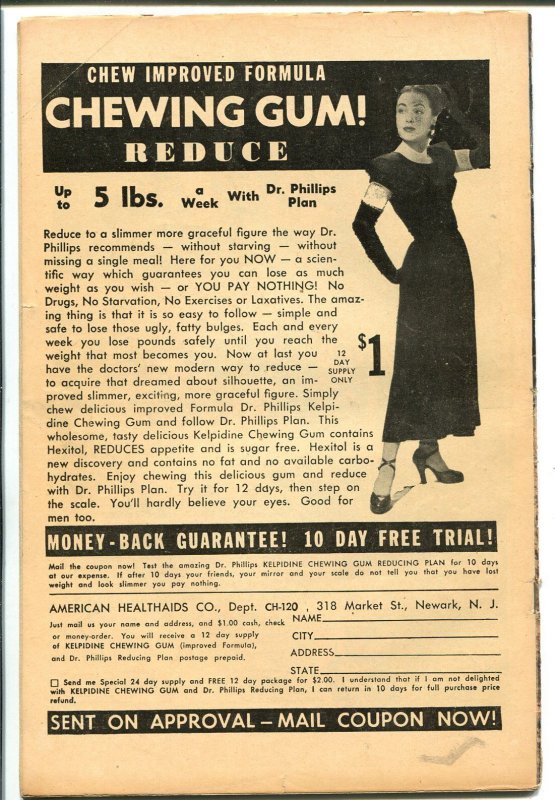 CHEW IMPROVED FORMULA
CHEWING GUM!
REDUCE
Up to 5 lbs. a Week With Dr. Phillips Plan
Reduce to a slimmer more graceful figure the way Dr.
Phillips recommends — without starving — without
missing a single meal! Here for you NOW — a scien-
tific way which guarantees you can lose as much
weight as you wish — or YOU PAY NOTHING! No
Drugs, No Starvation, No Exercises or Laxatives. The amaz-
ing thing is that it is so easy to follow — simple and
safe to lose those ugly, fatty bulges. Each and every
week you lose pounds safely until you reach the
weight that most becomes you. Now at last you
have the doctors' new modern way to reduce —
to acquire that dreamed about silhouette, an im-
proved slimmer, exciting, more graceful figure. Simply
chew delicious improved Formula Dr. Phillips Kelpi-
dine Chewing Gum and follow Dr. Phillips Plan. This
wholesome, tasty delicious Kelpidine Chewing Gum contains
Hexitol, REDUCES appetite and is sugar free. Hexitol is a
new discovery and contains no fat and no available carbo-
hydrates. Enjoy chewing this delicious gum and reduce
with Dr. Phillips Plan. Try it for 12 ddys, then step on
the scale. You'll hardly believe your eyes. Good for
men too.
12
DAY
SUPPLY
ONLY
$1
MONEY-BACK GUARANTEE! 10 DAY FREE TRIAL!
Mail the coupon now! Test the amazing Dr. Phillips KELPIDINE CHEWING GUM REDUCING PLAN for 10 days
at our expense. If after 10 days your friends, your mirror and your scale do not tell you that you have lost
weight and look slimmer you pay nothing.
AMERICAN HEALTHAIDS CO., Dept. CH-120 , 318 Market St., Newark, N. J.
Just mail us your name and address, and $1.00 cash, check
or money-order. You will receive a 12 day supply
of KELPIDINE CHEWING GUM (improved Formula),
and Dr. Phillips Reducing Plan postage prepaid.
NAME
CITY
ADDRESS
STATE
Send me Special 24 day supply and FREE 12 day package for $2.00. I understand that if I am not delighted
with KELPIDINE CHEWING GUM and Dr. Phillips Reducing Plan, I can return in 10 days for full purchase price
refund.
SENT ON APPROVAL — MAIL COUPON NOW!